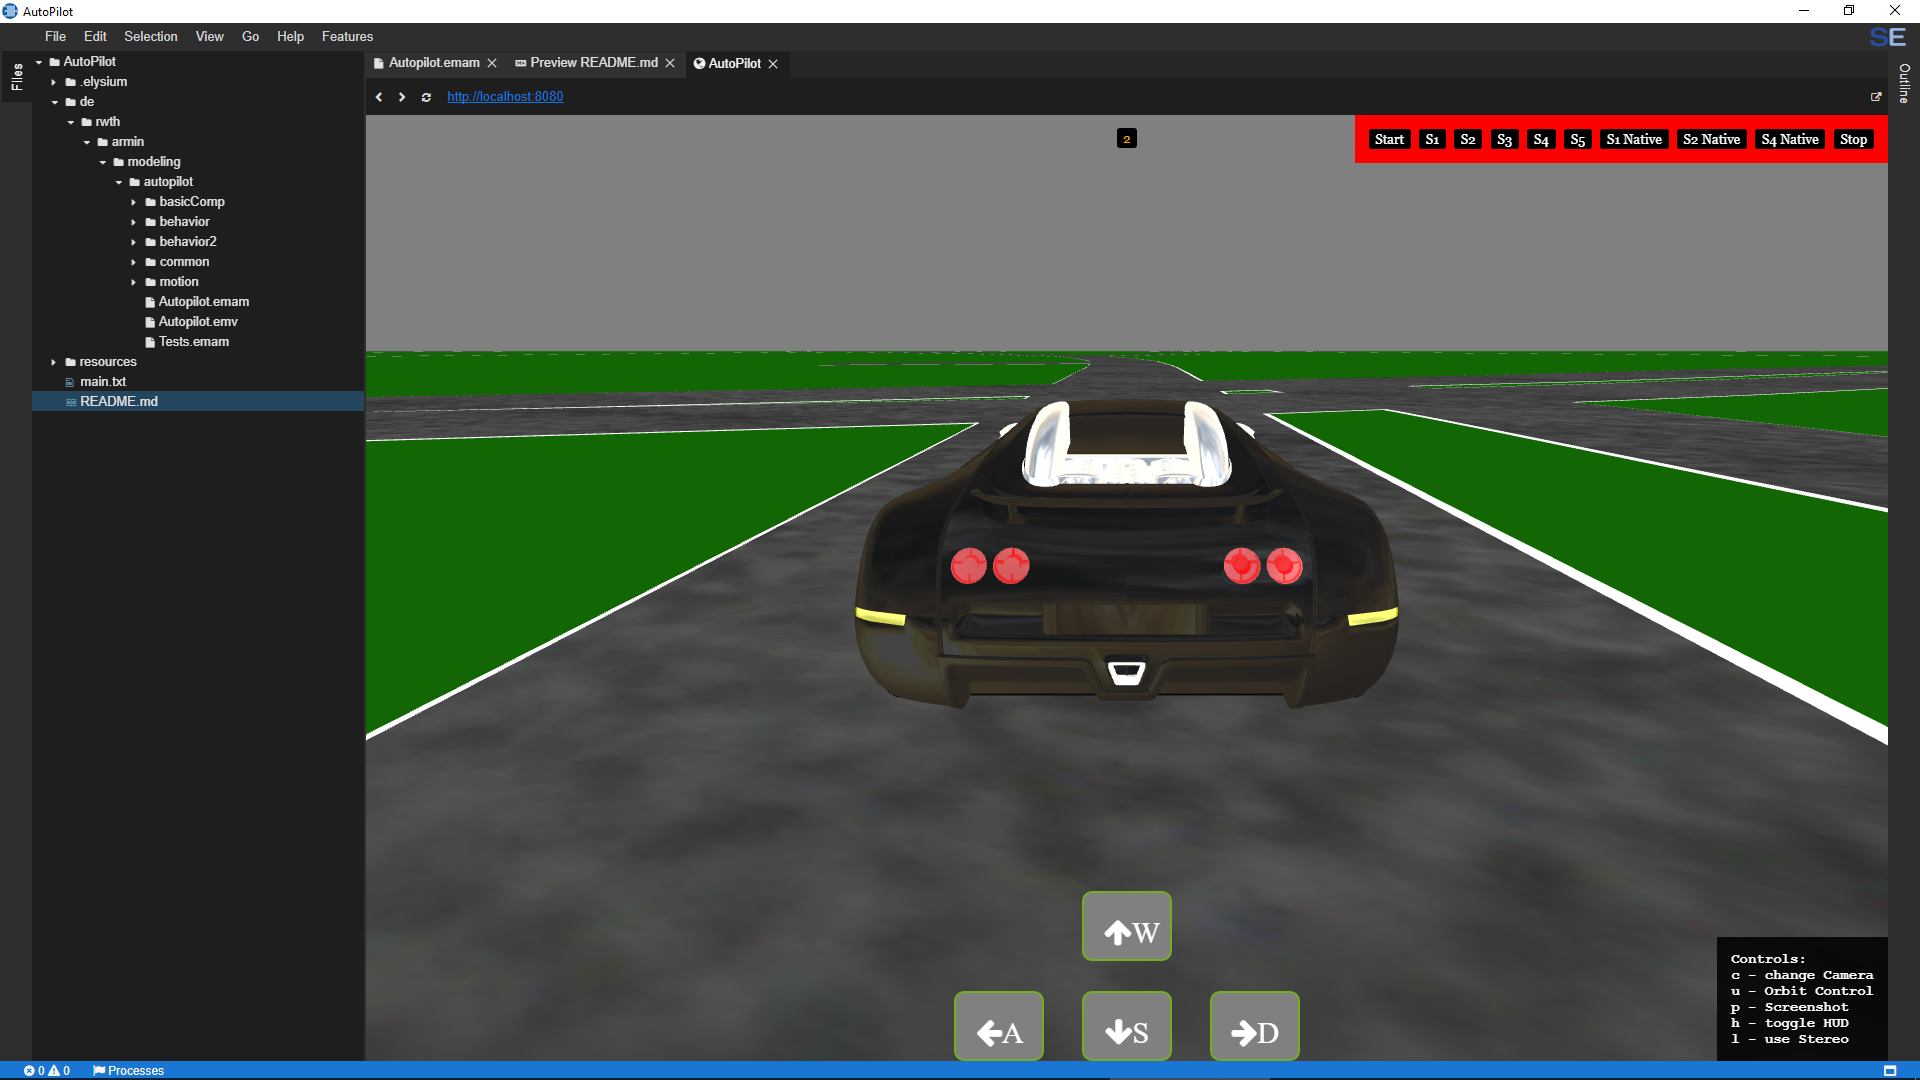 AutoPilot
File Edit Selection View Go Help Features
SE
Files
AutoPilot
.elysium
de
rwth
armin
modeling
autopilot
basicComp
behavior
behavior2
common
motion
Autopilot.emam
Autopilot.emv
Tests.emam
resources
main.txt
README.md
Autopilot.emam Preview README.md AutoPilot
http://localhost:8080
Outline
2
Start S1 S2 S3 S4 S5 S1 Native S2 Native S4 Native Stop
W
A S D
Controls:
c - change Camera
u - Orbit Control
p - Screenshot
h - toggle HUD
l - use Stereo
0 0 Processes